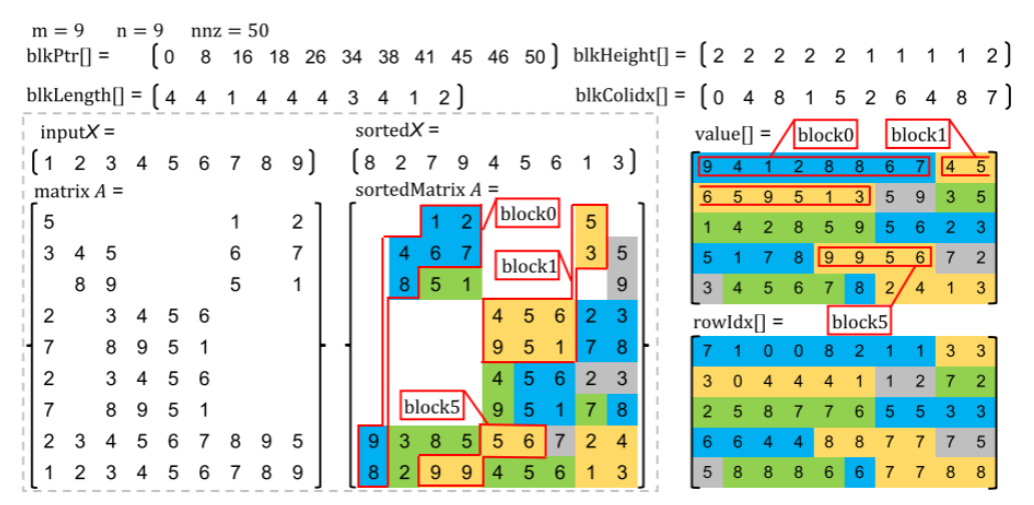 m = 9 n = 9 nnz = 50
blkPtr[] = ( 0 8 16 18 26 34 38 41 45 46 50 ) blkHeight[] = ( 2 2 2 2 2 1 1 1 1 2 )
blkLength[] = ( 4 4 1 4 4 4 3 4 1 2 ) blkColidx[] = ( 0 4 8 1 5 2 6 4 8 7 )
inputX =
( 1 2 3 4 5 6 7 8 9 )
matrix A =
5 1 2
3 4 5 6 7
8 9 5 1
2 3 4 5 6
7 8 9 5 1
2 3 4 5 6
7 8 9 5 1
2 3 4 5 6 7 8 9 5
1 2 3 4 5 6 7 8 9
sortedX =
( 8 2 7 9 4 5 6 1 3 )
sortedMatrix A =
1 2 block0 5
4 6 7 3 5
8 5 1 block1 9
4 5 6 2 3
9 5 1 7 8
4 5 6 2 3
block5 9 5 1 7 8
9 3 8 5 5 6 7 2 4
8 2 9 9 4 5 6 1 3
value[] = block0 block1
9 4 1 2 8 8 6 7 4 5
6 5 9 5 1 3 5 9 3 5
1 4 2 8 5 9 5 6 2 3
5 1 7 8 9 9 5 6 7 2
3 4 5 6 7 8 2 4 1 3
rowIdx[] = block5
7 1 0 0 8 2 1 1 3 3
3 0 4 4 4 1 1 2 7 2
2 5 8 7 7 6 5 5 3 3
6 6 4 4 8 8 7 7 7 5
5 8 8 8 6 6 7 7 8 8